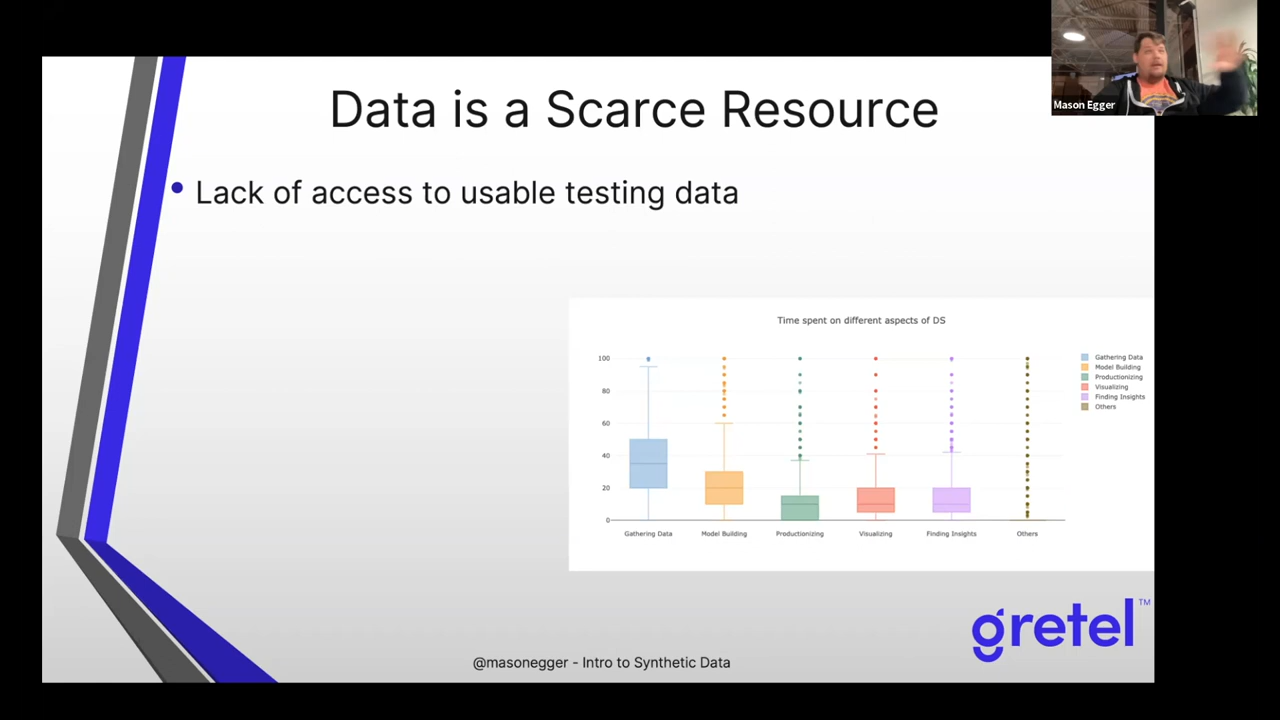 Data is a Scarce Resource
Mason Egger
• Lack of access to usable testing data
Time spent on different aspects of DS
100
80
60
40
20
0
Gathering Data
Model Building
Productionizing
Visualizing
Finding Insights
Others
Gathering Data
Model Building
Productionizing
Visualizing
Finding Insights
Others
gretel™
@masonegger - Intro to Synthetic Data